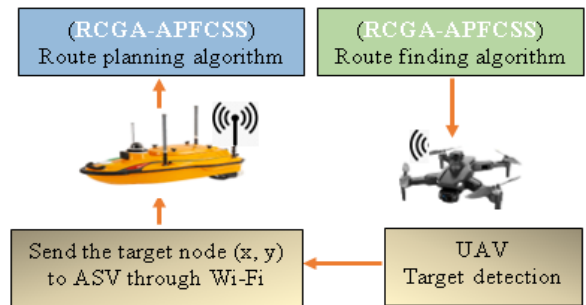 (RCGA-APFCSS)
Route planning algorithm
(RCGA-APFCSS)
Route finding algorithm
Send the target node (x, y)
to ASV through Wi-Fi
UAV
Target detection